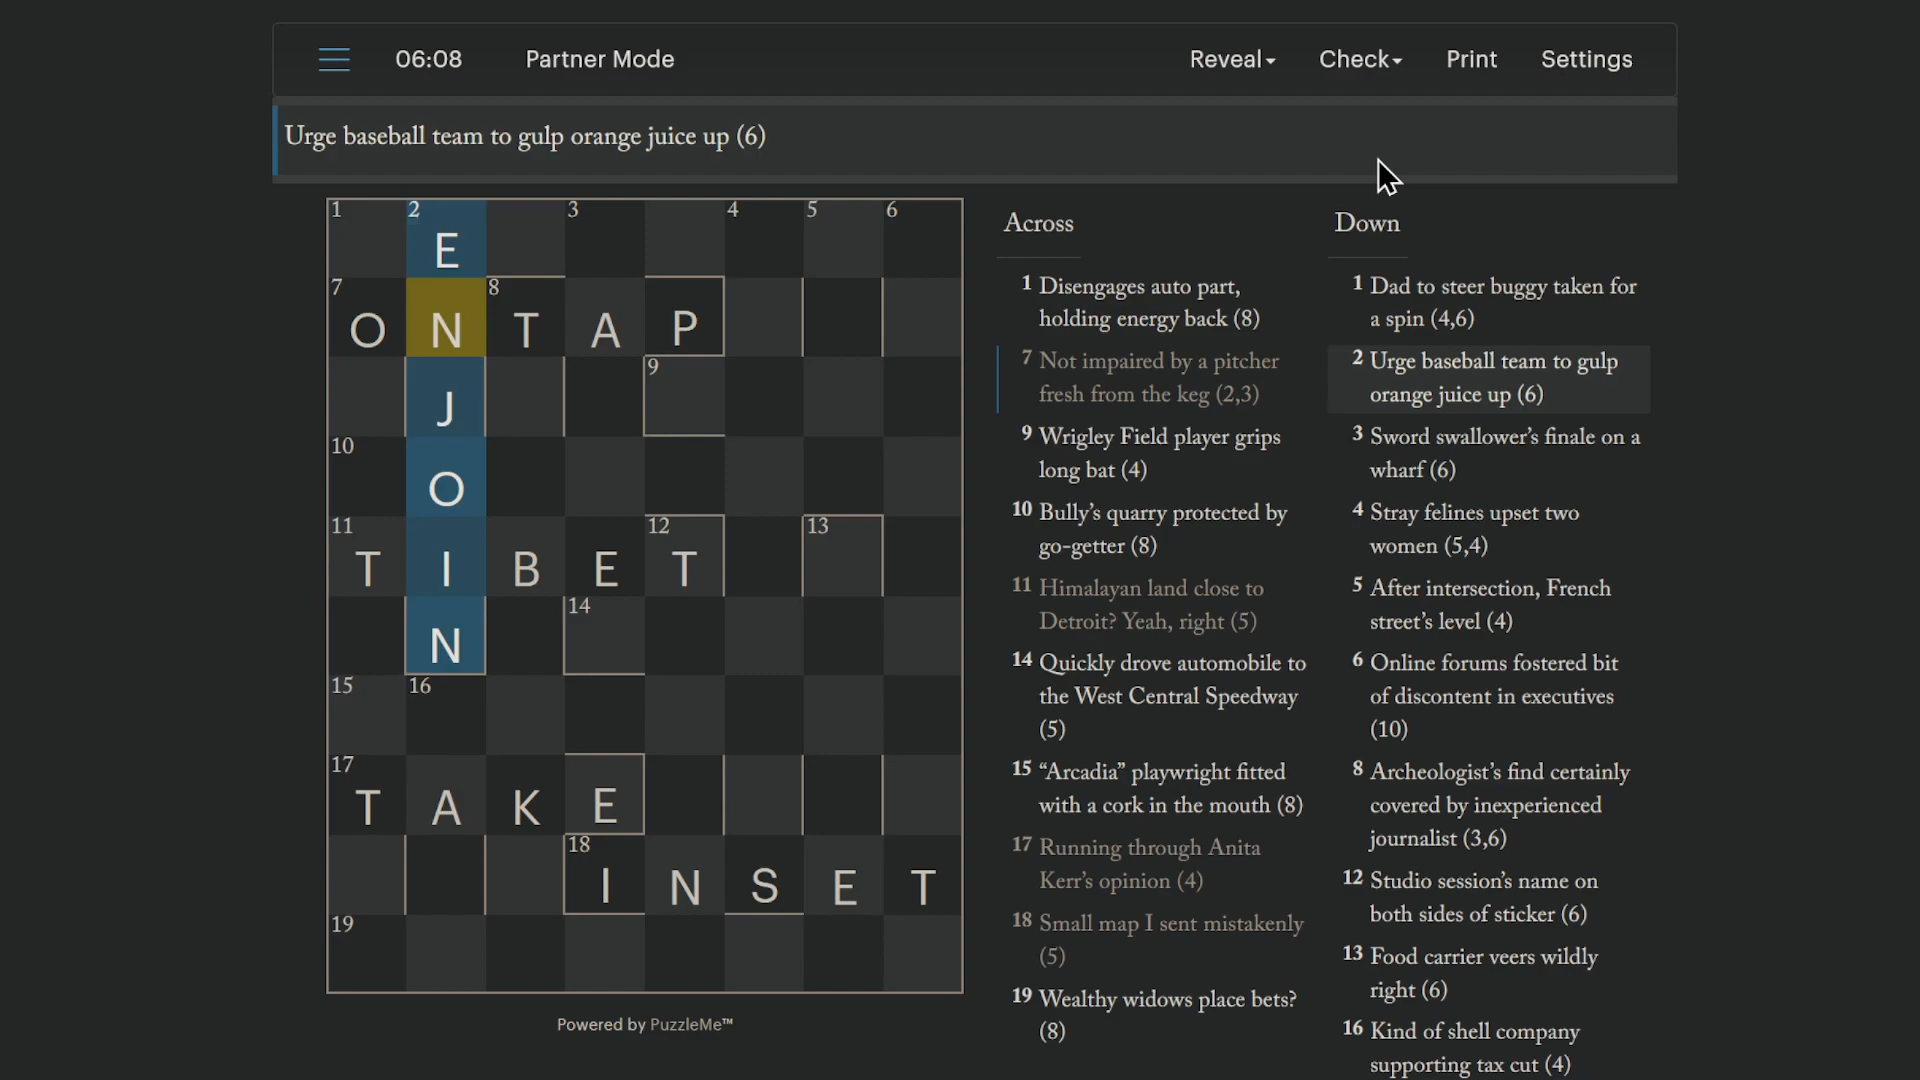 06:08 Partner Mode Reveal Check Print Settings
Urge baseball team to gulp orange juice up (6)
1 2 3 4 5 6
E
7 8
O N T A P
9
J
10
O
11 12 13
T I B E T
14
N
15 16
17
T A K E
18
I N S E T
19
Powered by PuzzleMe™
Across
1 Disengages auto part,
holding energy back (8)
7 Not impaired by a pitcher
fresh from the keg (2,3)
9 Wrigley Field player grips
long bat (4)
10 Bully's quarry protected by
go-getter (8)
11 Himalayan land close to
Detroit? Yeah, right (5)
14 Quickly drove automobile to
the West Central Speedway
(5)
15 “Arcadia” playwright fitted
with a cork in the mouth (8)
17 Running through Anita
Kerr's opinion (4)
18 Small map I sent mistakenly
(5)
19 Wealthy widows place bets?
(8)
Down
1 Dad to steer buggy taken for
a spin (4,6)
2 Urge baseball team to gulp
orange juice up (6)
3 Sword swallower's finale on a
wharf (6)
4 Stray felines upset two
women (5,4)
5 After intersection, French
street's level (4)
6 Online forums fostered bit
of discontent in executives
(10)
8 Archeologist's find certainly
covered by inexperienced
journalist (3,6)
12 Studio session's name on
both sides of sticker (6)
13 Food carrier veers wildly
right (6)
16 Kind of shell company
supporting tax cut (4)